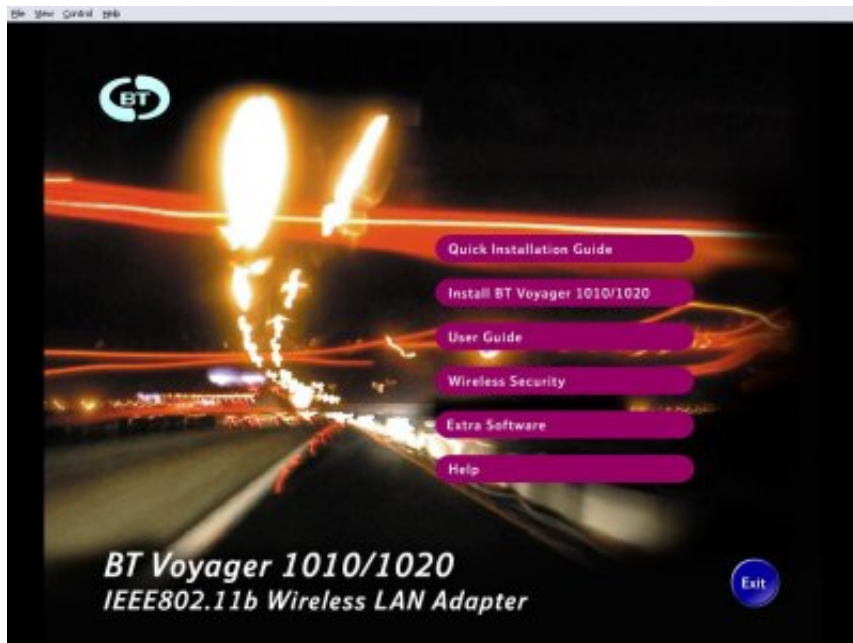 File View Control Help
BT
Quick Installation Guide
Install BT Voyager 1010/1020
User Guide
Wireless Security
Extra Software
Help
BT Voyager 1010/1020
IEEE802.11b Wireless LAN Adapter
Exit